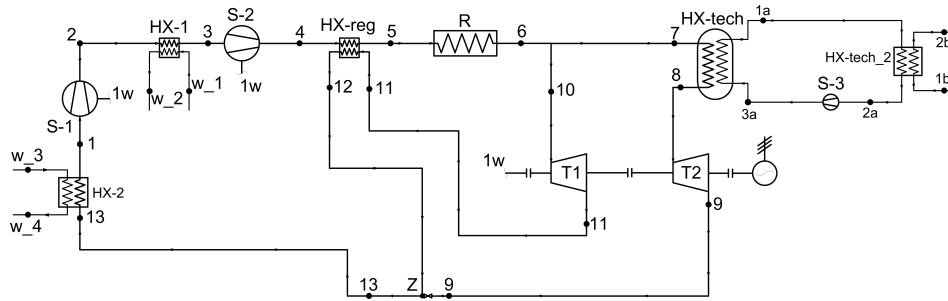 1a
HX-tech
2 HX-1 3 S-2 4 HX-reg 5 R 6 7
2b
HX-tech_2
8
1w
w_2 w_1
12 11
10
S-3
3a 2a 1b
1w
S-1
1
w_3
1w T1 T2
HX-2
w_4 13
11 9
13 Z 9